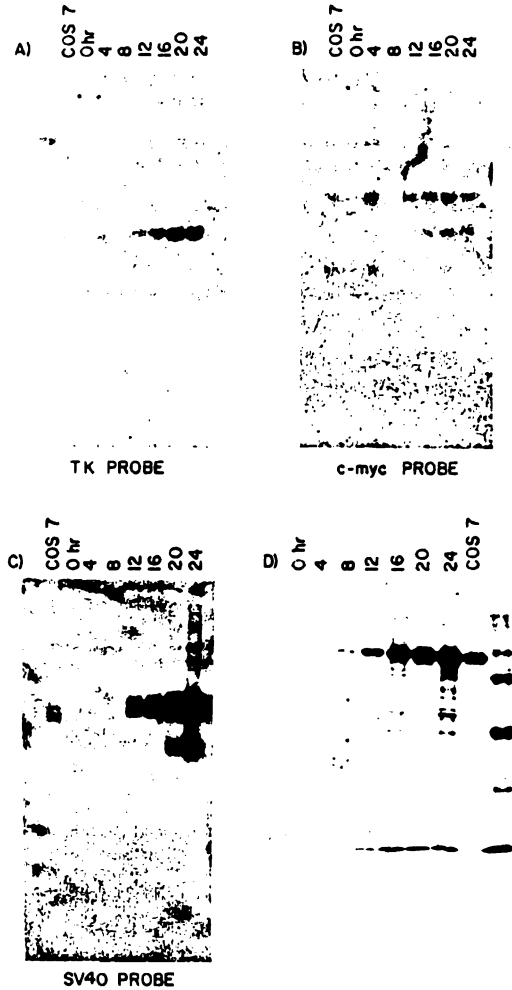 A) COS 7 0hr 4 8 12 16 20 24
B) COS 7 0 hr 4 8 12 16 20 24
TK PROBE
c-myc PROBE
C) COS 7 0 hr 4 8 12 16 20 24
D) 0 hr 4 8 12 16 20 24 COS 7
SV40 PROBE